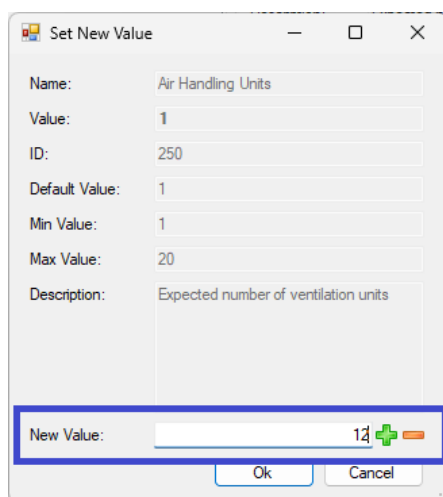 Set New Value
Name: Air Handling Units
Value: 1
ID: 250
Default Value: 1
Min Value: 1
Max Value: 20
Description: Expected number of ventilation units
New Value: 12
Ok Cancel